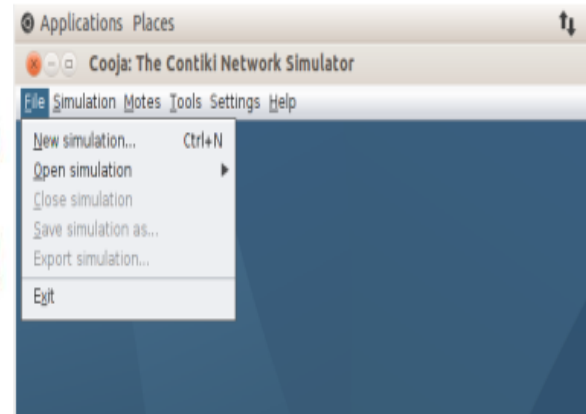 Applications Places
Cooja: The Contiki Network Simulator
File Simulation Motes Tools Settings Help
New simulation... Ctrl+N
Open simulation
Close simulation
Save simulation as...
Export simulation...
Exit